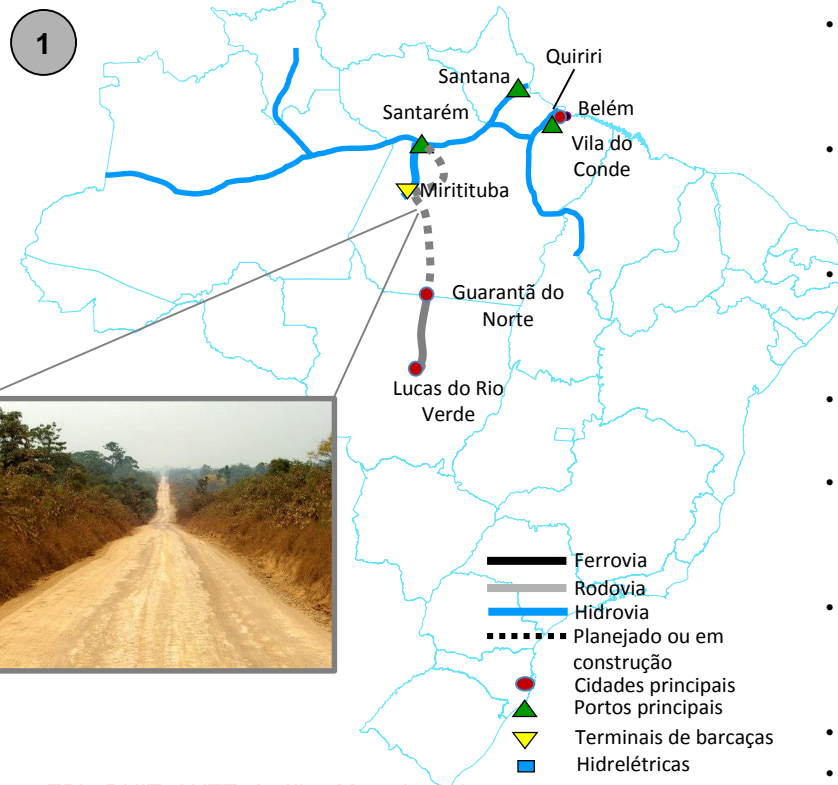 1
Quiriri
Santana
Belém
Santarém
Vila do
Conde
Miritituba
Guarantã do
Norte
Lucas do Rio
Verde
Ferrovia
Rodovia
Hidrovia
Planejado ou em
construção
Cidades principais
Portos principais
Terminais de barcaças
Hidrelétricas